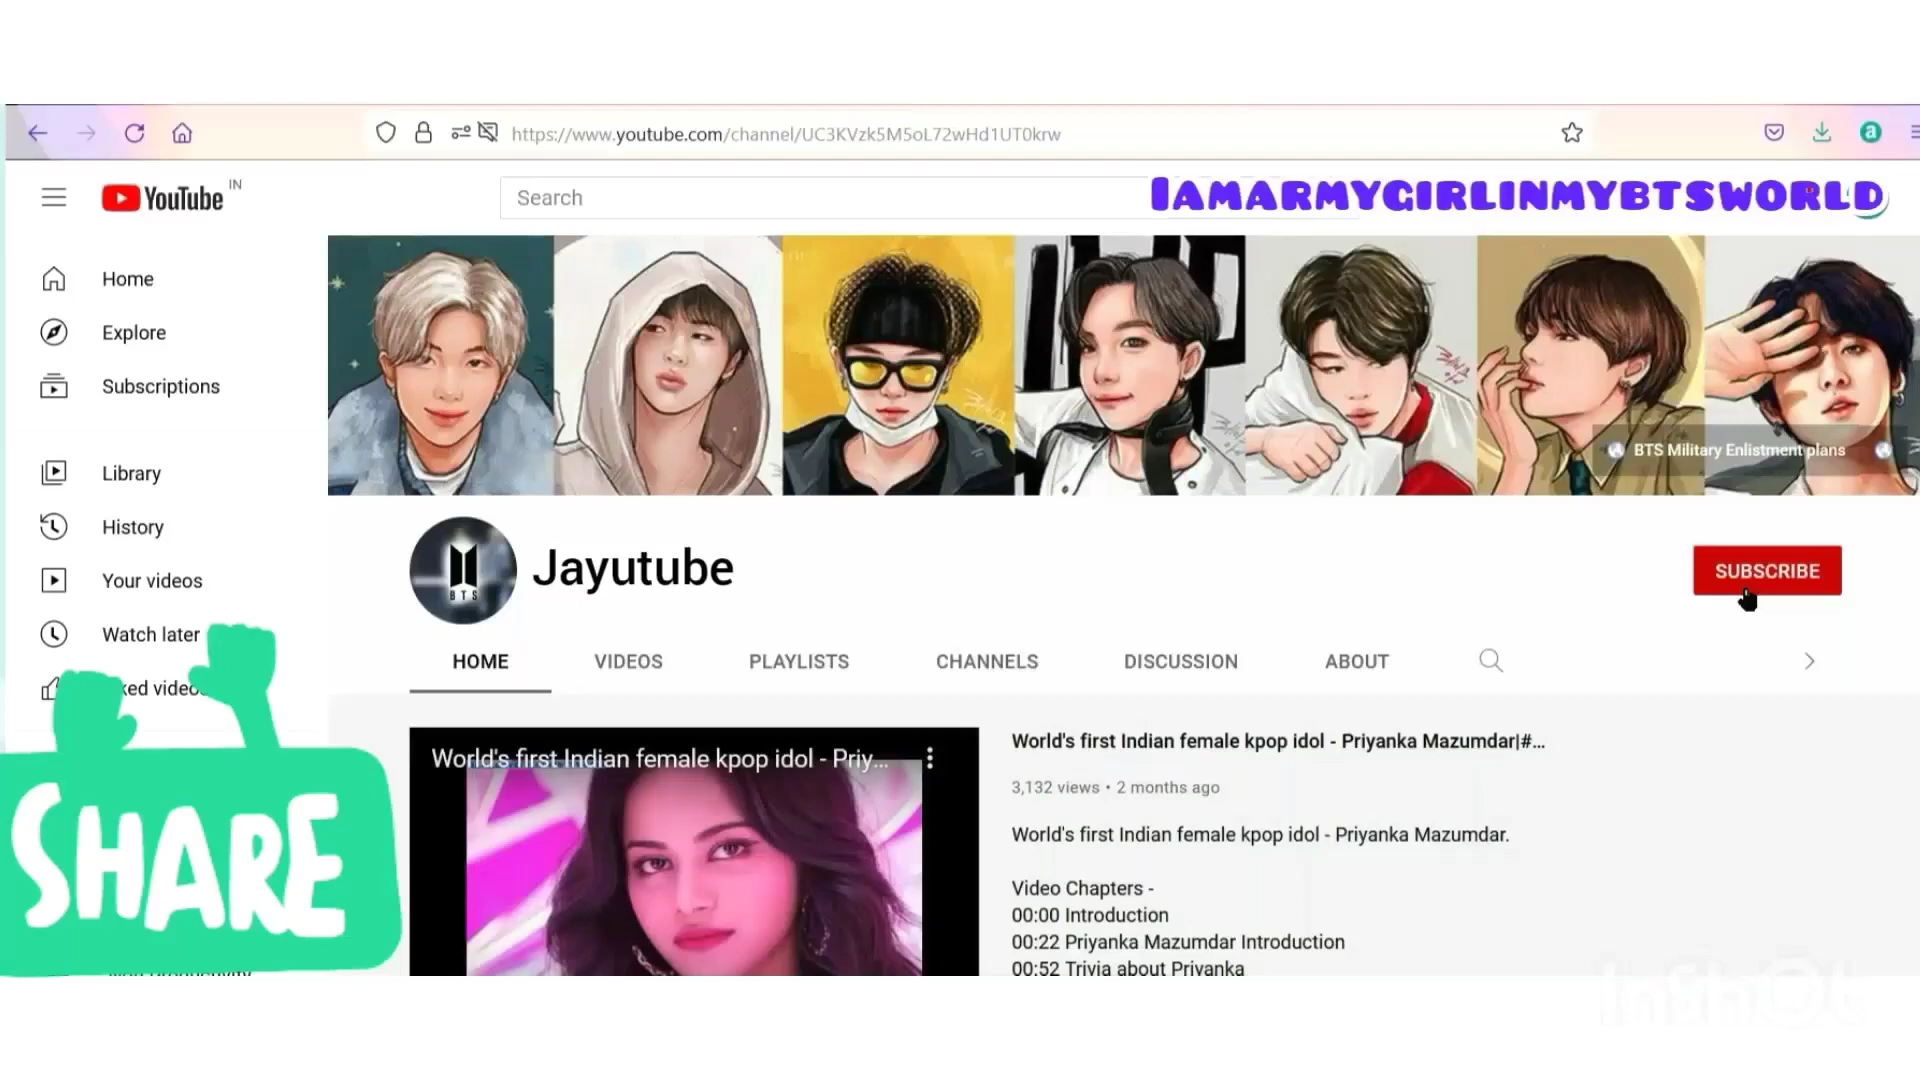 https://www.youtube.com/channel/UC3KVzk5M5oL72wHd1UT0krw
YouTube IN
Search
IAMARMYGIRLINMYBTSWORLD
Home
Explore
Subscriptions
Library
History
Your videos
Watch later
ked video
BTS Military Enlistment plans
BTS
Jayutube
SUBSCRIBE
HOME VIDEOS PLAYLISTS CHANNELS DISCUSSION ABOUT
World's first Indian female kpop idol - Priy...
World's first Indian female kpop idol - Priyanka Mazumdar|#...
3,132 views • 2 months ago
World's first Indian female kpop idol - Priyanka Mazumdar.
Video Chapters -
00:00 Introduction
00:22 Priyanka Mazumdar Introduction
00:52 Trivia about Priyanka
SHARE
InShOt